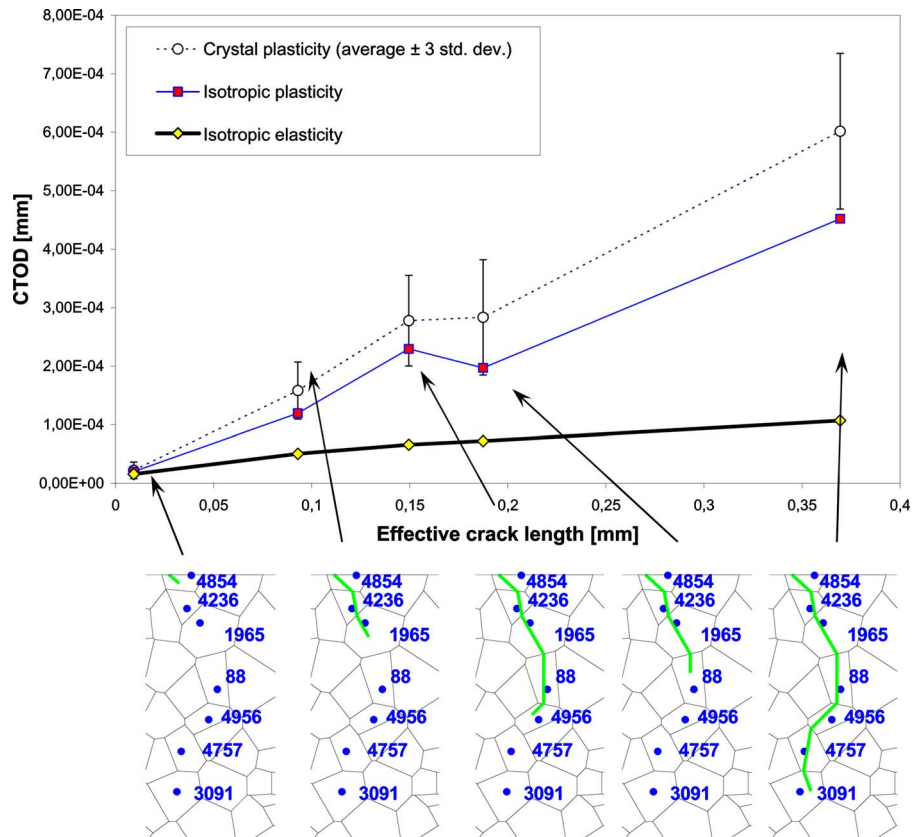 8,00E-04
7,00E-04
6,00E-04
5,00E-04
4,00E-04
3,00E-04
2,00E-04
1,00E-04
0,00E+00
CTOD [mm]
Crystal plasticity (average ± 3 std. dev.)
Isotropic plasticity
Isotropic elasticity
0 0,05 0,1 0,15 0,2 0,25 0,3 0,35 0,4
Effective crack length [mm]
4854
4236
1965
88
4956
4757
3091
4854
4236
1965
88
4956
4757
3091
4854
4236
1965
88
4956
4757
3091
4854
4236
1965
88
4956
4757
3091
4854
4236
1965
88
4956
4757
3091